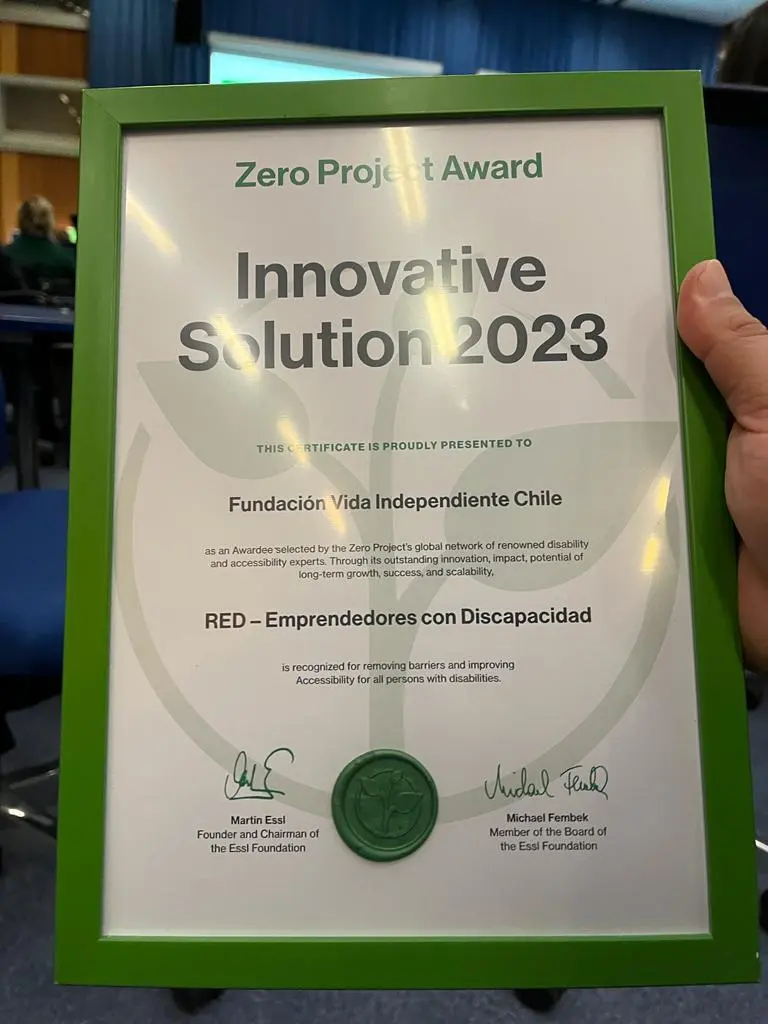 Zero Project Award
Innovative
Solution 2023
THIS CERTIFICATE IS PROUDLY PRESENTED TO
Fundación Vida Independiente Chile
as an Awardee selected by the Zero Project's global network of renowned disability
and accessibility experts. Through its outstanding innovation, impact, potential of
long-term growth, success, and scalability,
RED – Emprendedores con Discapacidad
is recognized for removing barriers and improving
Accessibility for all persons with disabilities.
Martin Essl
Founder and Chairman of
the Essl Foundation
Michael Fembek
Michael Fembek
Member of the Board of
the Essl Foundation